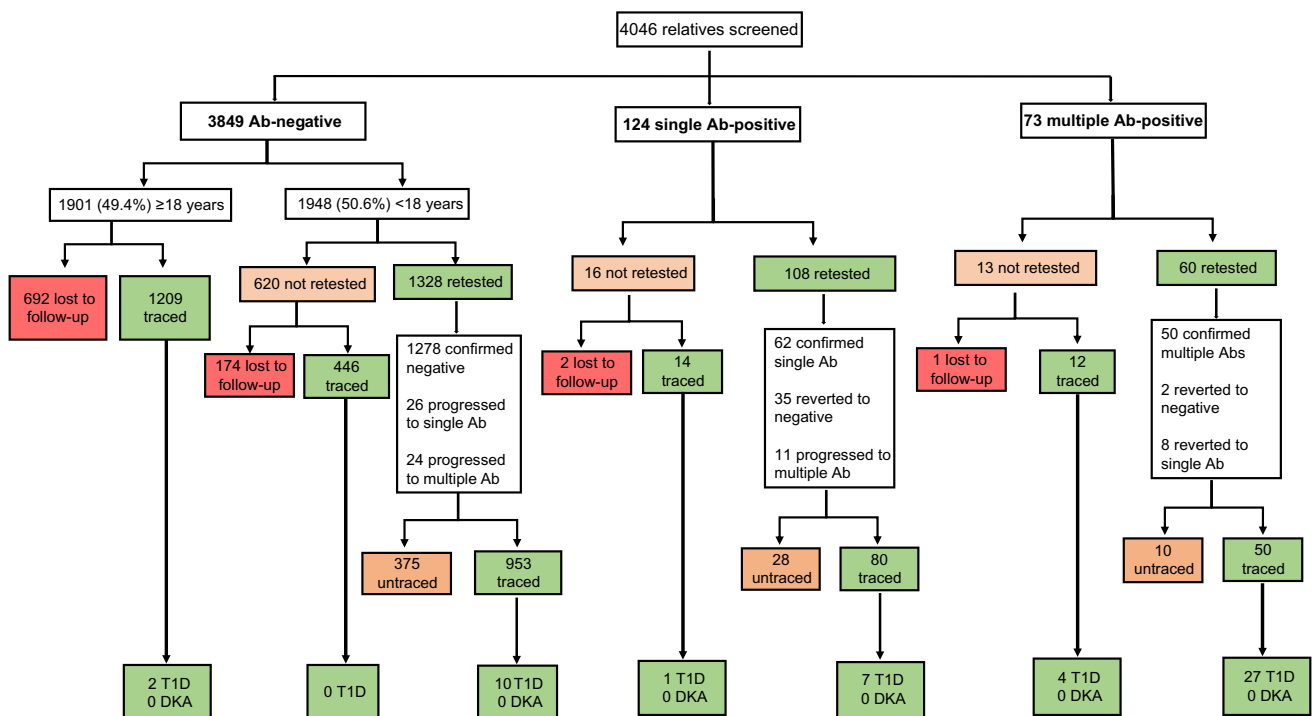 4046 relatives screened
3849 Ab-negative
124 single Ab-positive
73 multiple Ab-positive
1901 (49.4%) ≥18 years
1948 (50.6%) <18 years
692 lost to
follow-up
1209
traced
620 not retested
1328 retested
16 not retested
108 retested
13 not retested
60 retested
174 lost to
follow-up
446
traced
1278 confirmed
negative
26 progressed
to single Ab
24 progressed
to multiple Ab
2 lost to
follow-up
14
traced
62 confirmed
single Ab
35 reverted to
negative
11 progressed to
multiple Ab
1 lost to
follow-up
12
traced
50 confirmed
multiple Abs
2 reverted to
negative
8 reverted to
single Ab
375
untraced
953
traced
28
untraced
80
traced
10
untraced
50
traced
2 T1D
0 DKA
0 T1D
10 T1D
0 DKA
1 T1D
0 DKA
7 T1D
0 DKA
4 T1D
0 DKA
27 T1D
0 DKA